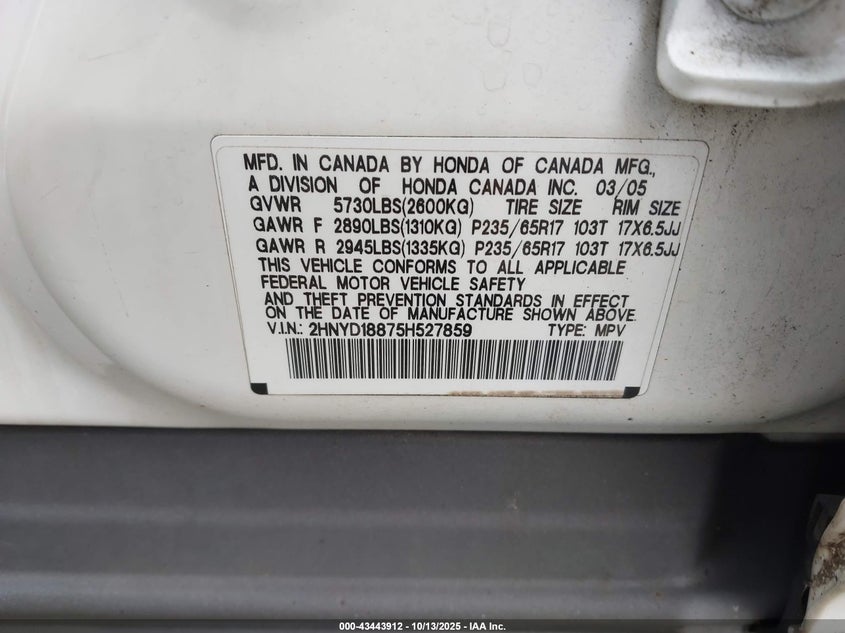 MFD. IN CANADA BY HONDA OF CANADA MFG.,
A DIVISION OF HONDA CANADA INC. 03/05
GVWR 5730LBS(2600KG) TIRE SIZE RIM SIZE
GAWR F 2890LBS(1310KG) P235/65R17 103T 17X6.5JJ
GAWR R 2945LBS(1335KG) P235/65R17 103T 17X6.5JJ
THIS VEHICLE CONFORMS TO ALL APPLICABLE
FEDERAL MOTOR VEHICLE SAFETY
AND THEFT PREVENTION STANDARDS IN EFFECT
ON THE DATE OF MANUFACTURE SHOWN ABOVE.
V.I.N.: 2HNYD18875H527859 TYPE: MPV
000-43443912 - 10/13/2025 - IAA Inc.